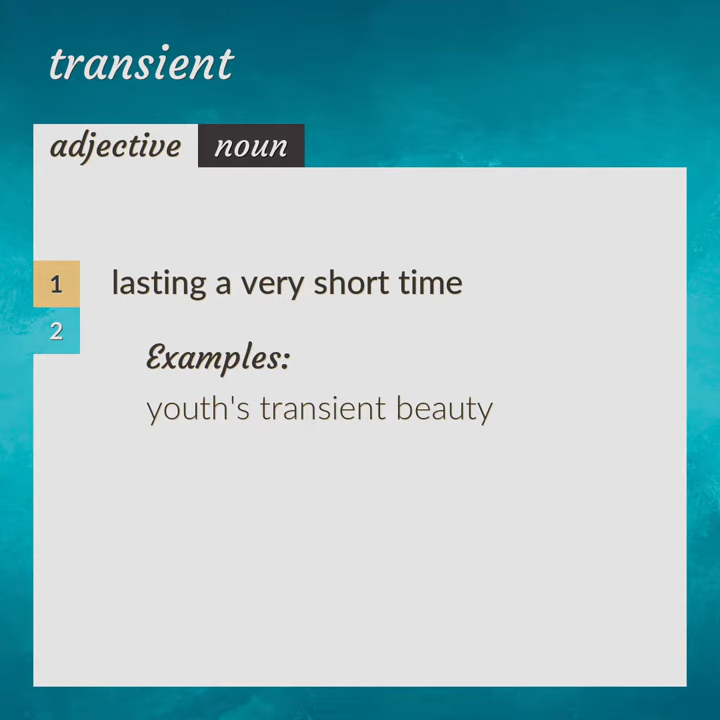 transient
adjective noun
1 lasting a very short time
2
Examples:
youth's transient beauty